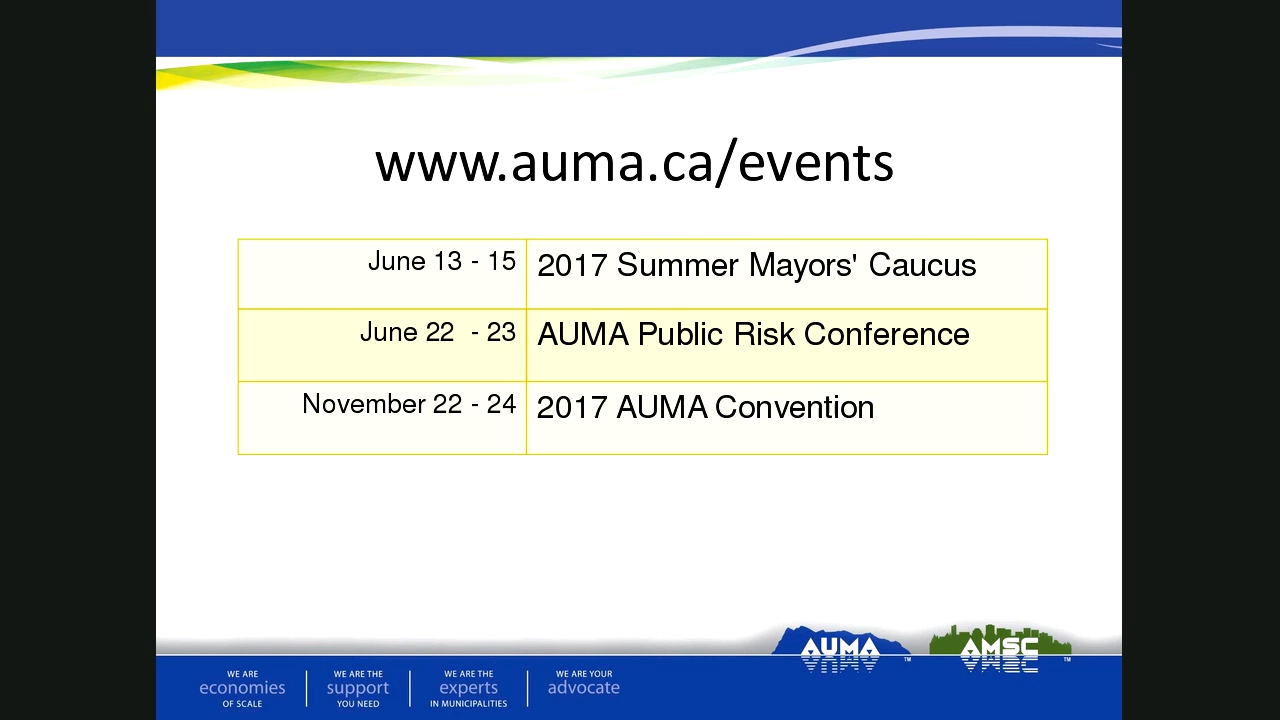 www.auma.ca/events
June 13 - 15 2017 Summer Mayors' Caucus
June 22 - 23 AUMA Public Risk Conference
November 22 - 24 2017 AUMA Convention
AUMA ™ AMSC ™
WE ARE economies OF SCALE
WE ARE THE support YOU NEED
WE ARE THE experts IN MUNICIPALITIES
WE ARE YOUR advocate